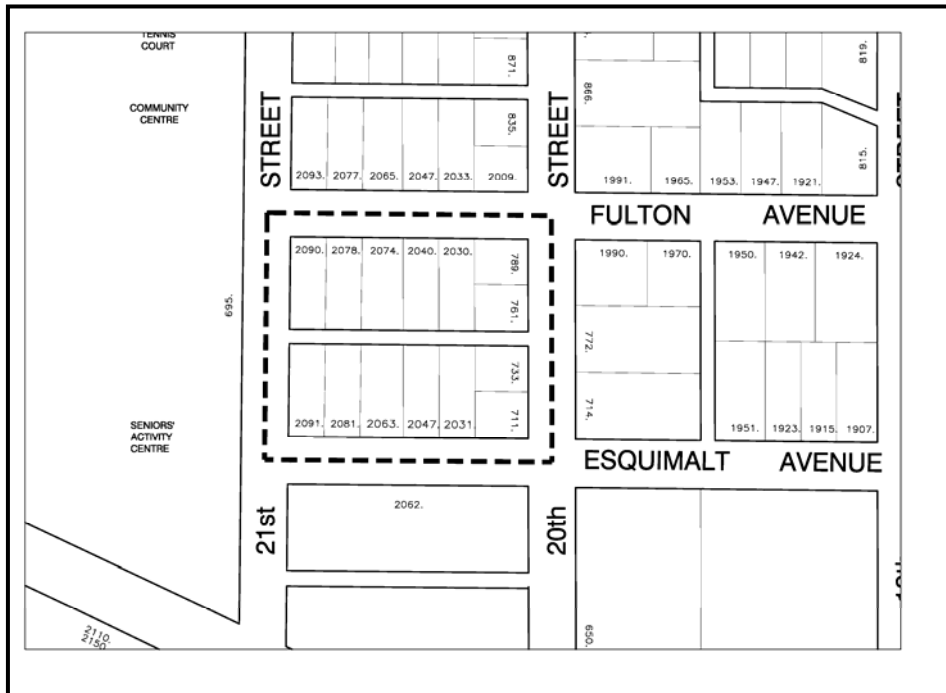 TENNIS
COURT
COMMUNITY
CENTRE
695.
SENIORS'
ACTIVITY
CENTRE
2110.
2150.
STREET
21st
871.
835.
2093. 2077. 2065. 2047. 2033. 2009.
2090. 2078. 2074. 2040. 2030. 789.
761.
733.
2091. 2081. 2063. 2047. 2031. 711.
2062.
STREET
20th
866.
819.
815.
1991. 1965. 1953. 1947. 1921.
FULTON AVENUE
1990. 1970. 1950. 1942. 1924.
772.
714.
1951. 1923. 1915. 1907.
ESQUIMALT AVENUE
650.